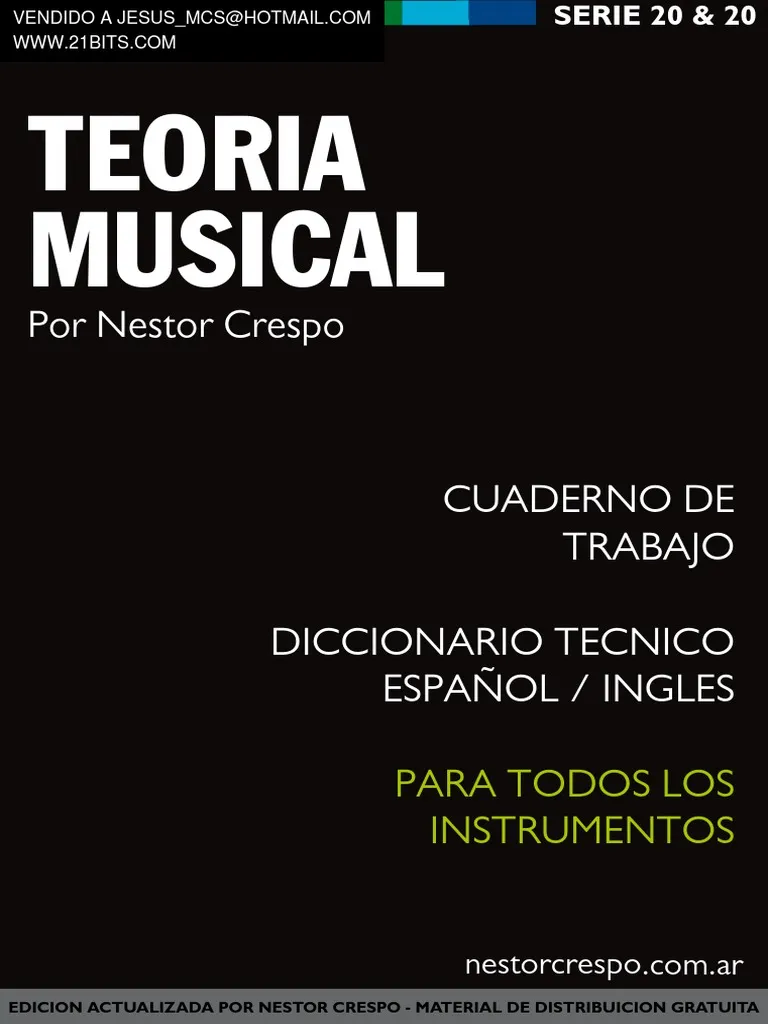 VENDIDO A JESUS_MCS@HOTMAIL.COM
WWW.21BITS.COM
SERIE 20 & 20
TEORIA
MUSICAL
Por Nestor Crespo
CUADERNO DE
TRABAJO
DICCIONARIO TECNICO
ESPAÑOL / INGLES
PARA TODOS LOS
INSTRUMENTOS
nestorcrespo.com.ar
EDICION ACTUALIZADA POR NESTOR CRESPO - MATERIAL DE DISTRIBUICION GRATUITA